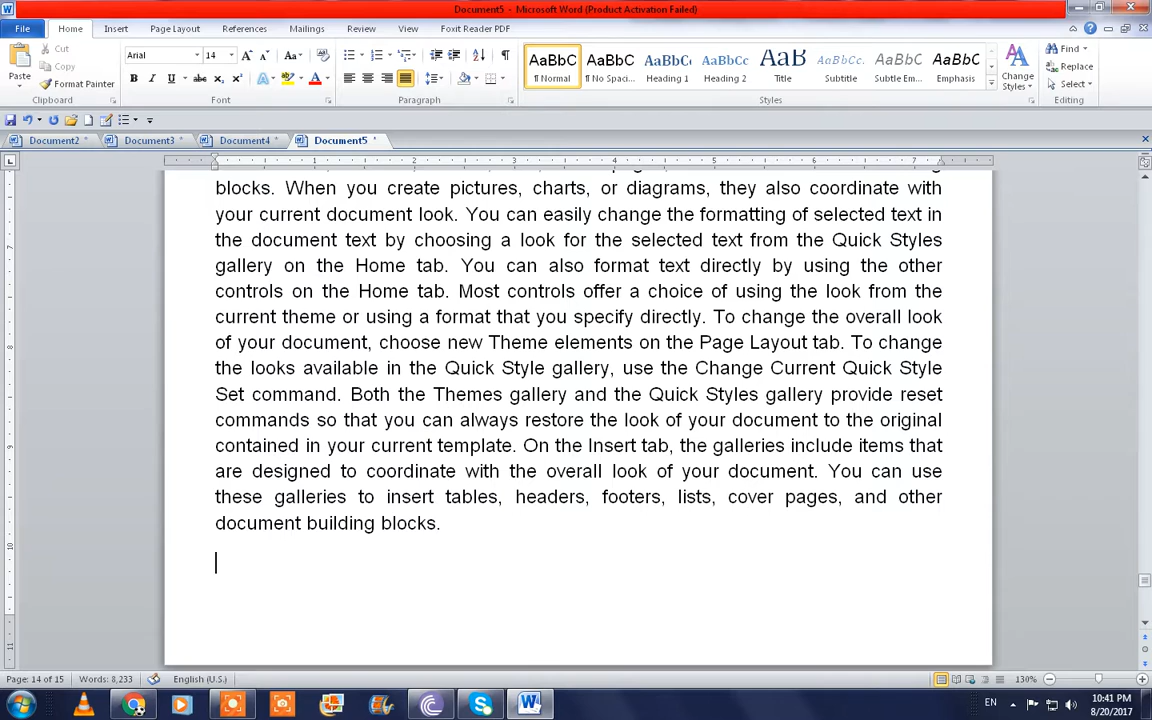 Document5 - Microsoft Word (Product Activation Failed)
File Home Insert Page Layout References Mailings Review View Foxit Reader PDF
Paste
Cut
Copy
Format Painter
Clipboard
Arial 14
Font
Paragraph
AaBbC AaBbC AaBbC AaBbC AaB AaBbCc. AaBbC AaBbC
¶ Normal ¶ No Spaci... Heading 1 Heading 2 Title Subtitle Subtle Em... Emphasis
Change
Styles
Styles
Find
Replace
Select
Editing
Document2 * Document3 * Document4 * Document5 *
1 2 3 4 5 6 7
blocks. When you create pictures, charts, or diagrams, they also coordinate with
your current document look. You can easily change the formatting of selected text in
the document text by choosing a look for the selected text from the Quick Styles
gallery on the Home tab. You can also format text directly by using the other
controls on the Home tab. Most controls offer a choice of using the look from the
current theme or using a format that you specify directly. To change the overall look
of your document, choose new Theme elements on the Page Layout tab. To change
the looks available in the Quick Style gallery, use the Change Current Quick Style
Set command. Both the Themes gallery and the Quick Styles gallery provide reset
commands so that you can always restore the look of your document to the original
contained in your current template. On the Insert tab, the galleries include items that
are designed to coordinate with the overall look of your document. You can use
these galleries to insert tables, headers, footers, lists, cover pages, and other
document building blocks.
Page: 14 of 15 Words: 8,233 English (U.S.) 130%
EN 10:41 PM
8/20/2017